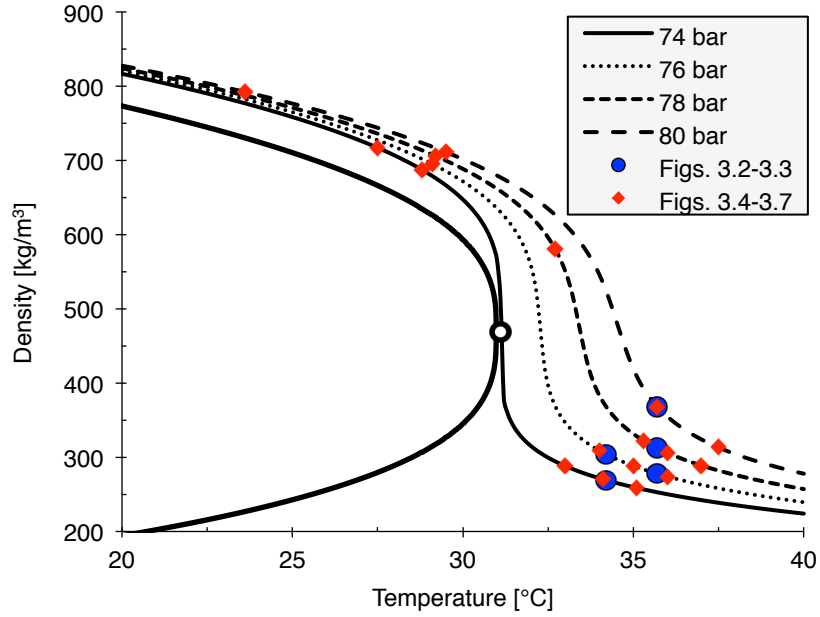 900
800
700
600
500
400
300
200
Density [kg/m³]
20
25
30
35
40
Temperature [°C]
74 bar
76 bar
78 bar
80 bar
Figs. 3.2-3.3
Figs. 3.4-3.7